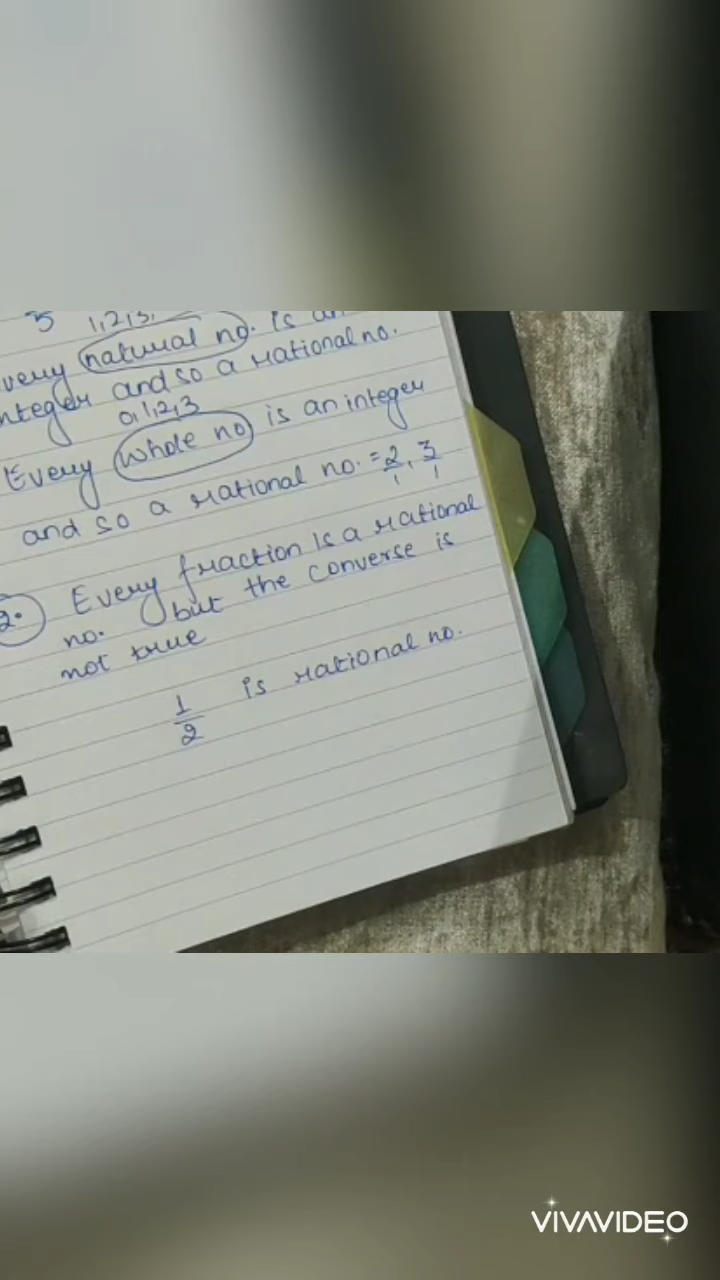 5 1,2,3,
very natural no. is an
nteger and so a rational no.
0,1,2,3
Every whole no is an integer
and so a rational no. = 2/1, 3/1
2. Every fraction is a rational
no. but the converse is
not true
1/2 is rational no.
VIVAVIDEO